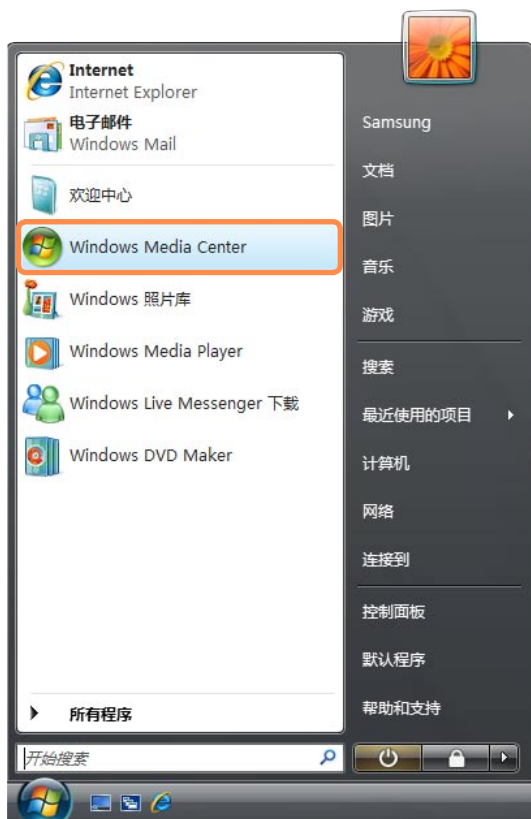 Internet
Internet Explorer
电子邮件
Windows Mail
欢迎中心
Windows Media Center
Windows 照片库
Windows Media Player
Windows Live Messenger 下载
Windows DVD Maker
所有程序
开始搜索
Samsung
文档
图片
音乐
游戏
搜索
最近使用的项目
计算机
网络
连接到
控制面板
默认程序
帮助和支持